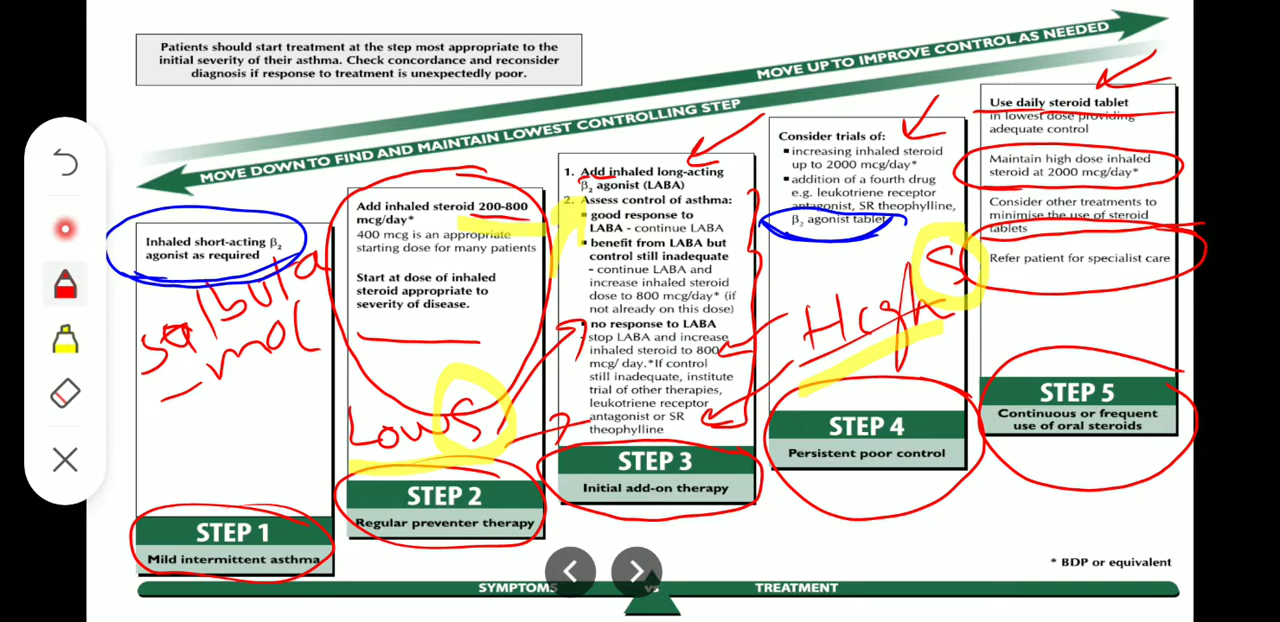 Patients should start treatment at the step most appropriate to the
initial severity of their asthma. Check concordance and reconsider
diagnosis if response to treatment is unexpectedly poor.
MOVE UP TO IMPROVE CONTROL AS NEEDED
MOVE DOWN TO FIND AND MAINTAIN LOWEST CONTROLLING STEP
Inhaled short-acting β2
agonist as required
salbuta
-mol
STEP 1
Mild intermittent asthma
Add inhaled steroid 200-800
mcg/day*
400 mcg is an appropriate
starting dose for many patients
Start at dose of inhaled
steroid appropriate to
severity of disease.
Low S
STEP 2
Regular preventer therapy
1. Add inhaled long-acting
β2 agonist (LABA)
2. Assess control of asthma:
▪ good response to
LABA - continue LABA
▪ benefit from LABA but
control still inadequate
- continue LABA and
increase inhaled steroid
dose to 800 mcg/day* (if
not already on this dose)
▪ no response to LABA
- stop LABA and increase
inhaled steroid to 800
mcg/ day.*If control
still inadequate, institute
trial of other therapies,
leukotriene receptor
antagonist or SR
theophylline
STEP 3
Initial add-on therapy
Consider trials of:
▪ increasing inhaled steroid
up to 2000 mcg/day*
▪ addition of a fourth drug
e.g. leukotriene receptor
antagonist, SR theophylline,
β2 agonist tablet
High S
STEP 4
Persistent poor control
Use daily steroid tablet
in lowest dose providing
adequate control
Maintain high dose inhaled
steroid at 2000 mcg/day*
Consider other treatments to
minimise the use of steroid
tablets
Refer patient for specialist care
STEP 5
Continuous or frequent
use of oral steroids
* BDP or equivalent
SYMPTOMS vs TREATMENT